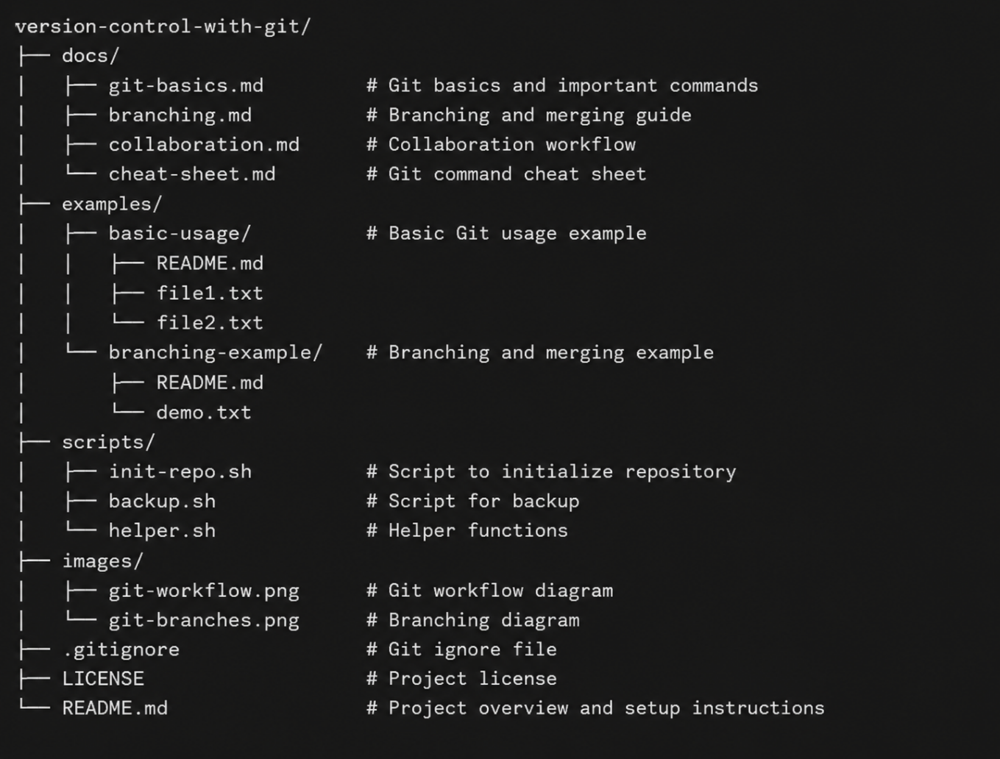 version-control-with-git/
├── docs/
│   ├── git-basics.md         # Git basics and important commands
│   ├── branching.md          # Branching and merging guide
│   ├── collaboration.md      # Collaboration workflow
│   └── cheat-sheet.md        # Git command cheat sheet
├── examples/
│   ├── basic-usage/          # Basic Git usage example
│   │   ├── README.md
│   │   ├── file1.txt
│   │   └── file2.txt
│   └── branching-example/    # Branching and merging example
│       ├── README.md
│       └── demo.txt
├── scripts/
│   ├── init-repo.sh          # Script to initialize repository
│   ├── backup.sh             # Script for backup
│   └── helper.sh             # Helper functions
├── images/
│   ├── git-workflow.png      # Git workflow diagram
│   └── git-branches.png      # Branching diagram
├── .gitignore                # Git ignore file
├── LICENSE                   # Project license
└── README.md                 # Project overview and setup instructions